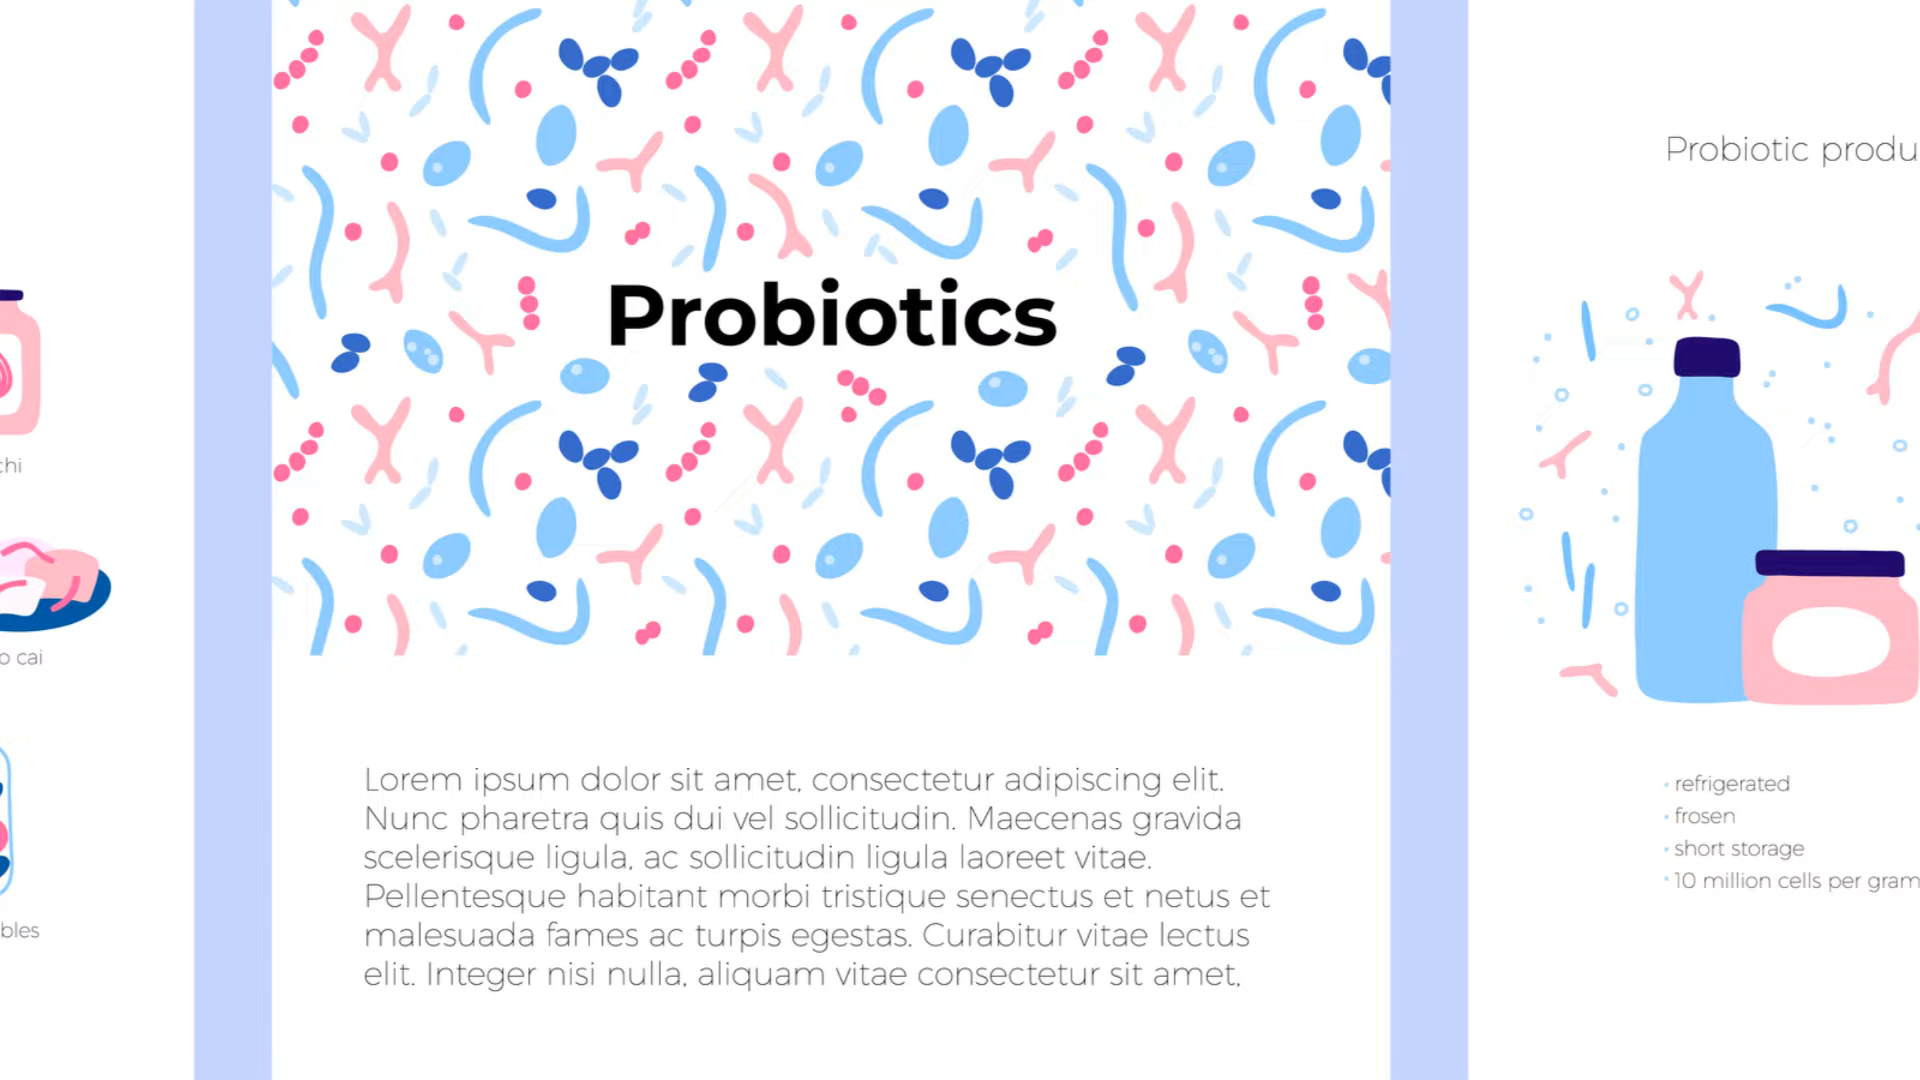 chi
o cai
bles
Probiotics
Lorem ipsum dolor sit amet, consectetur adipiscing elit.
Nunc pharetra quis dui vel sollicitudin. Maecenas gravida
scelerisque ligula, ac sollicitudin ligula laoreet vitae.
Pellentesque habitant morbi tristique senectus et netus et
malesuada fames ac turpis egestas. Curabitur vitae lectus
elit. Integer nisi nulla, aliquam vitae consectetur sit amet,
Probiotic produ
• refrigerated
• frosen
• short storage
• 10 million cells per gram